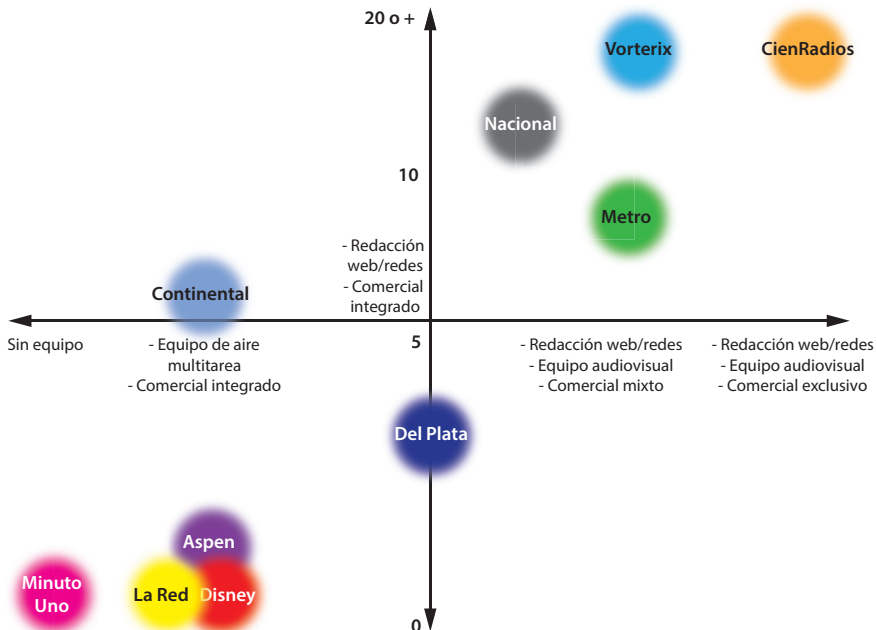 20 o +
Vorterix
CienRadios
Nacional
10
Metro
- Redacción
web/redes
- Comercial
integrado
Continental
Sin equipo
- Equipo de aire
multitarea
- Comercial integrado
5
- Redacción web/redes
- Equipo audiovisual
- Comercial mixto
- Redacción web/redes
- Equipo audiovisual
- Comercial exclusivo
Del Plata
Aspen
Minuto
Uno
La Red
Disney
0